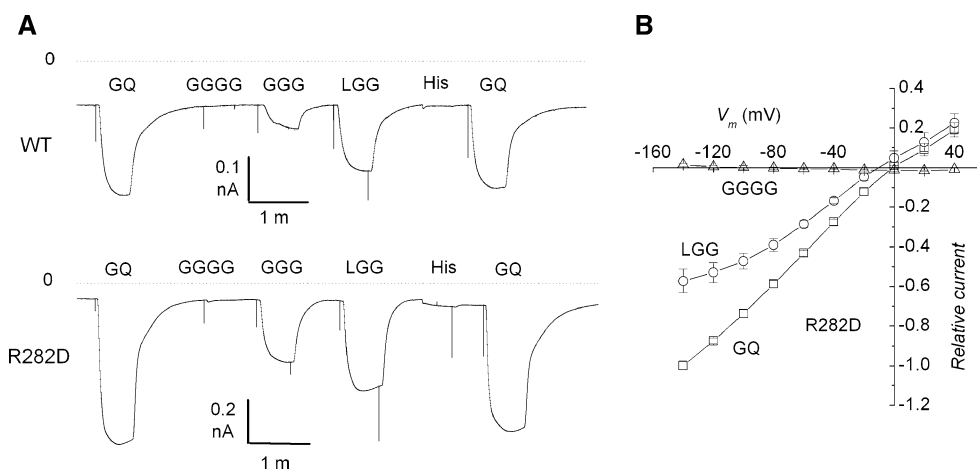 A
0
GQ GGGG GGG LGG His GQ
WT
0.1
nA
1 m
0
GQ GGGG GGG LGG His GQ
R282D
0.2
nA
1 m
B
0.4
Vm (mV)
0.2
-160 -120 -80 -40 40
GGGG
-0.2
LGG
-0.4
-0.6
R282D
-0.8
GQ
-1.0
-1.2
Relative current